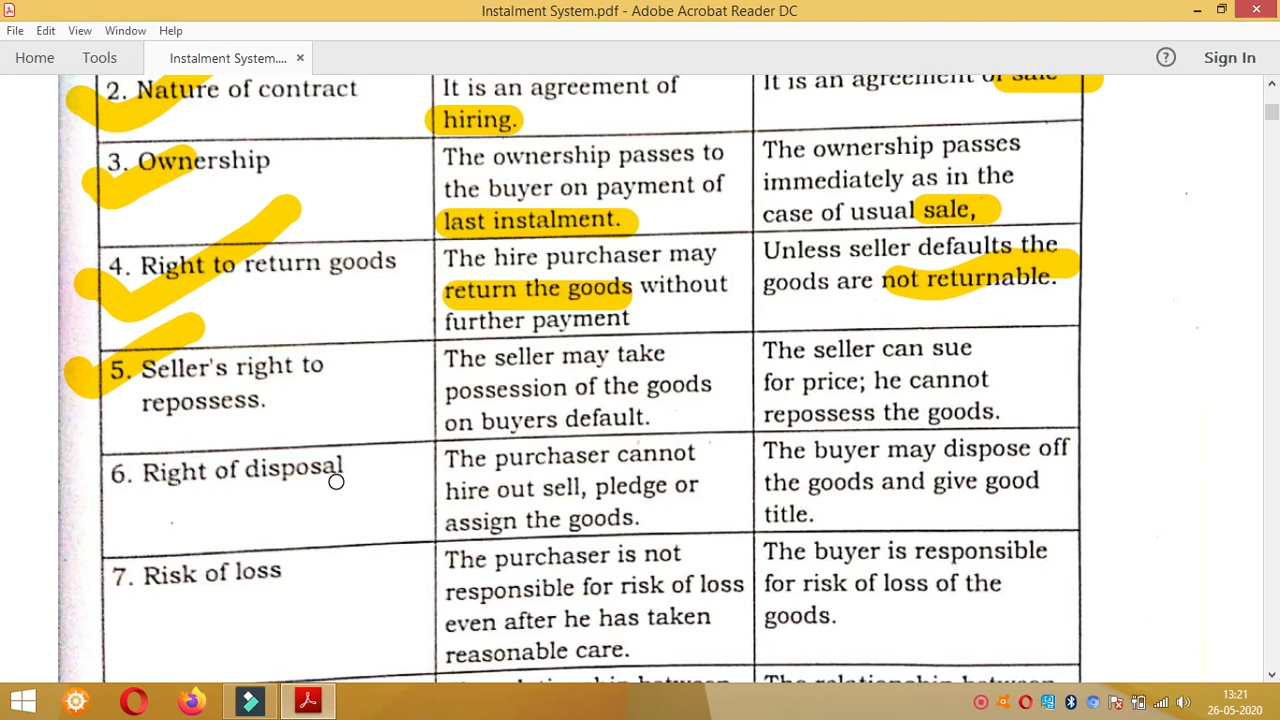 Instalment System.pdf - Adobe Acrobat Reader DC
File Edit View Window Help
Home Tools Instalment System.... × Sign In
2. Nature of contract
It is an agreement of
hiring.
It is an agreement of sale
3. Ownership
The ownership passes to
the buyer on payment of
last instalment.
The ownership passes
immediately as in the
case of usual sale,
4. Right to return goods
The hire purchaser may
return the goods without
further payment
Unless seller defaults the
goods are not returnable.
5. Seller's right to
repossess.
The seller may take
possession of the goods
on buyers default.
The seller can sue
for price; he cannot
repossess the goods.
6. Right of disposal
The purchaser cannot
hire out sell, pledge or
assign the goods.
The buyer may dispose off
the goods and give good
title.
7. Risk of loss
The purchaser is not
responsible for risk of loss
even after he has taken
reasonable care.
The buyer is responsible
for risk of loss of the
goods.
13:21
26-05-2020